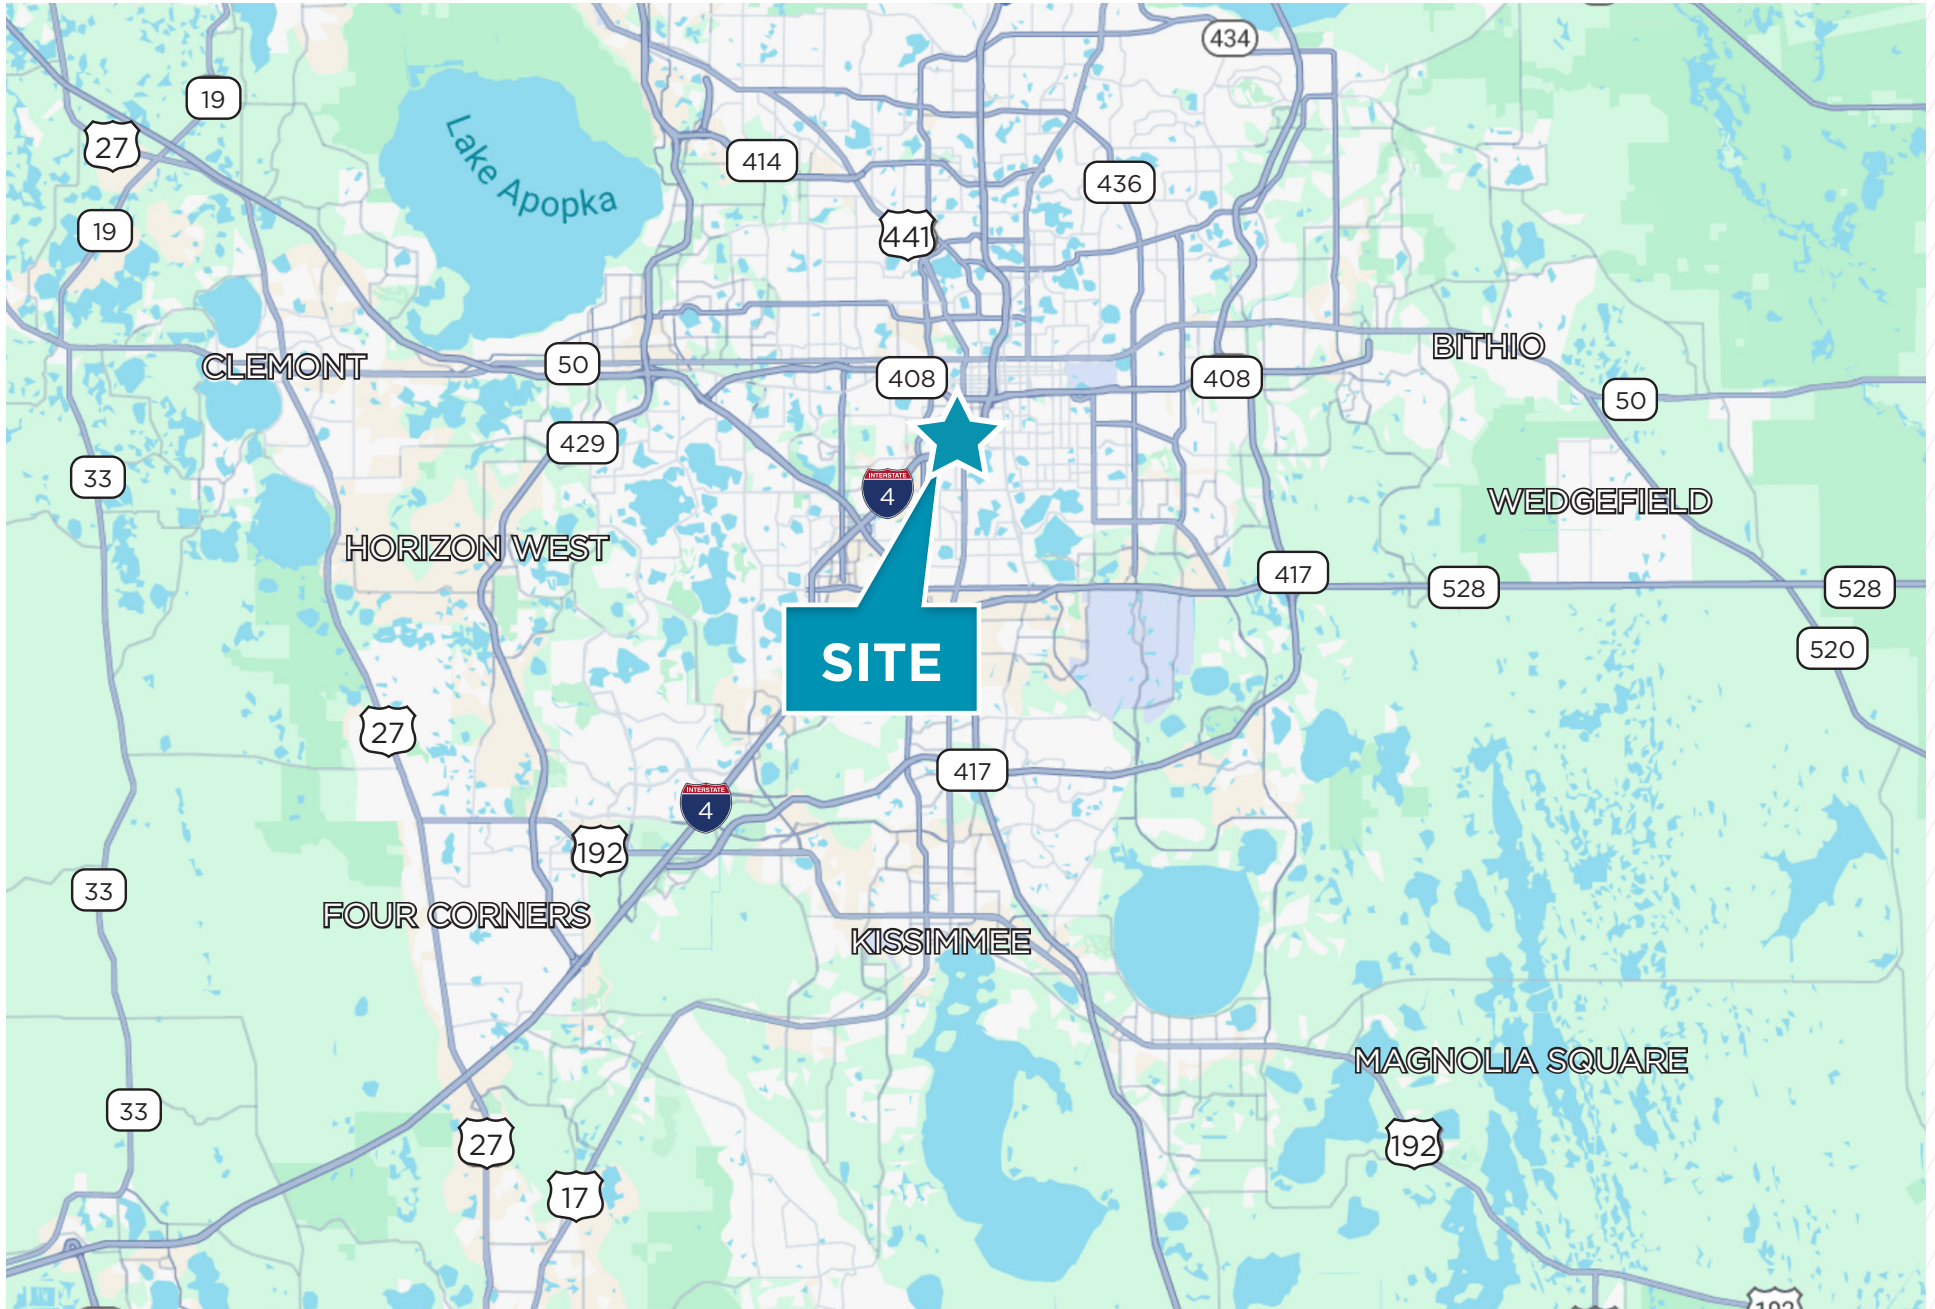 434
19
27
Lake Apopka
414
436
19
441
CLEMONT
50
408
408
BITHIO
50
429
33
INTERSTATE
4
WEDGEFIELD
HORIZON WEST
417
528
528
SITE
520
27
417
INTERSTATE
4
192
33
FOUR CORNERS
KISSIMMEE
MAGNOLIA SQUARE
33
27
192
17
192